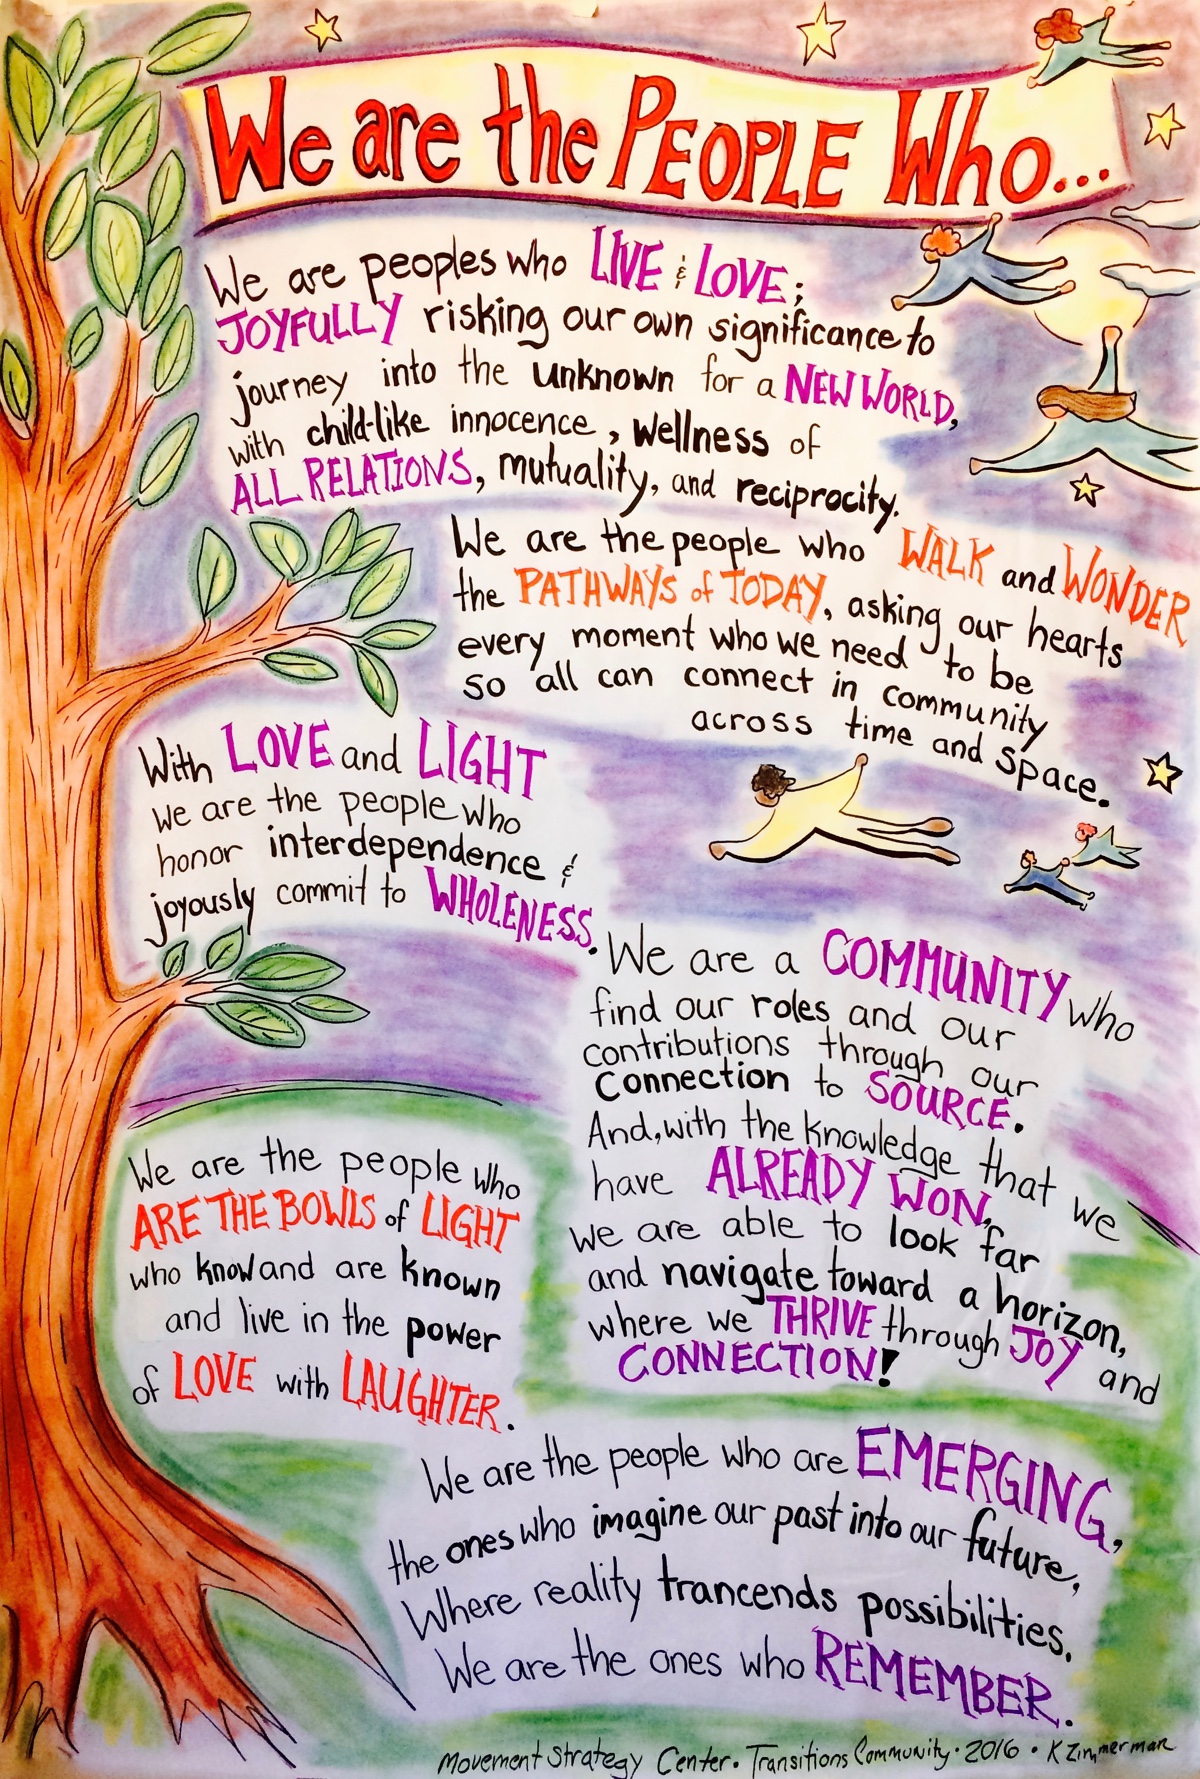 We are the PEOPLE Who...
We are peoples who LIVE & LOVE;
JOYFULLY risking our own significance to
journey into the unknown for a NEW WORLD,
with child-like innocence, wellness of
ALL RELATIONS, mutuality, and reciprocity.
We are the people who WALK and WONDER
the PATHWAYS of TODAY, asking our hearts
every moment who we need to be
so all can connect in community
across time and space.
With LOVE and LIGHT
we are the people who
honor interdependence &
joyously commit to WHOLENESS.
We are a COMMUNITY who
find our roles and our
contributions through our
connection to SOURCE.
And, with the knowledge that we
have ALREADY WON,
we are able to look far
and navigate toward a horizon,
where we THRIVE through JOY and
CONNECTION!
We are the people who
ARE THE BOWLS of LIGHT
who know and are known
and live in the power
of LOVE with LAUGHTER.
We are the people who are EMERGING,
the ones who imagine our past into our future,
Where reality trancends possibilities.
We are the ones who REMEMBER.
Movement Strategy Center • Transitions Community • 2016 • K Zimmerman